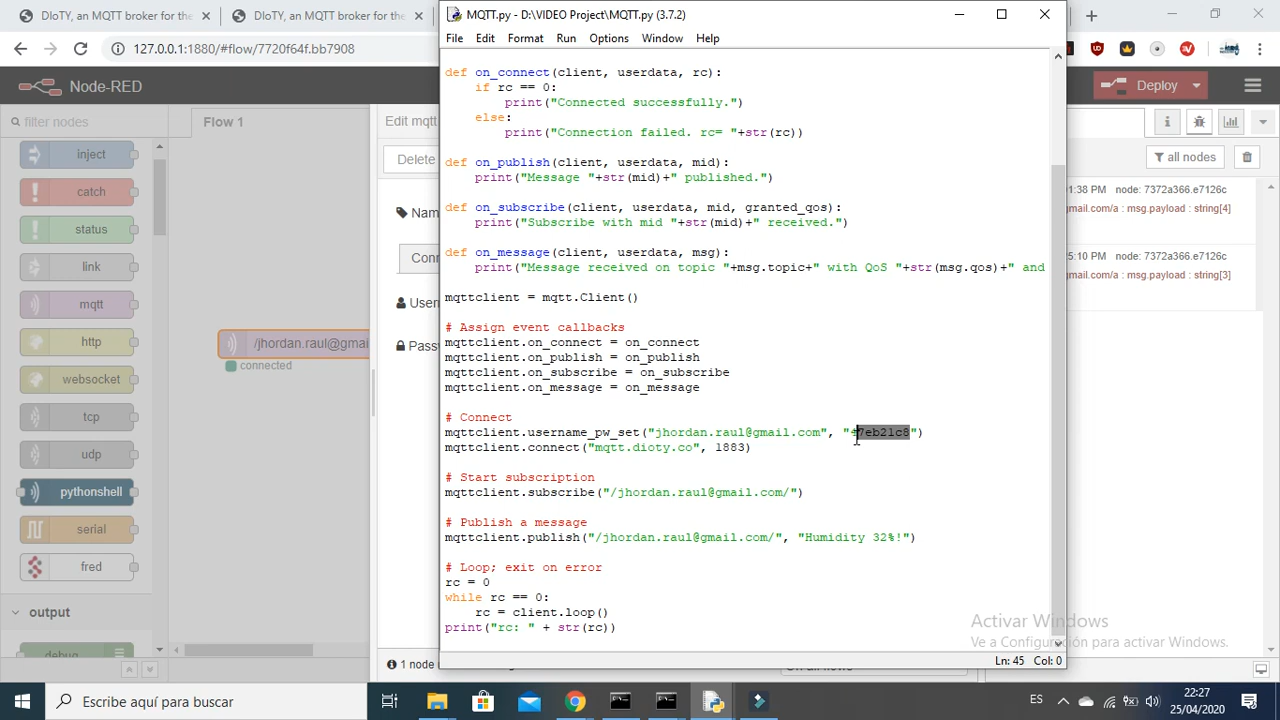 DIoTY, an MQTT broker for the
DIoTY, an MQTT broker for the
127.0.0.1:1880/#flow/7720f64f.bb7908
Node-RED
Deploy
filter nodes
inject
catch
status
link
mqtt
http
websocket
tcp
udp
pythonshell
serial
fred
output
debug
Flow 1
/jhordan.raul@gmai
connected
Edit mqtt
Delete
Nam
Conn
User
Passw
1 node
MQTT.py - D:\VIDEO Project\MQTT.py (3.7.2)
File Edit Format Run Options Window Help
def on_connect(client, userdata, rc):
    if rc == 0:
        print("Connected successfully.")
    else:
        print("Connection failed. rc= "+str(rc))
def on_publish(client, userdata, mid):
    print("Message "+str(mid)+" published.")
def on_subscribe(client, userdata, mid, granted_qos):
    print("Subscribe with mid "+str(mid)+" received.")
def on_message(client, userdata, msg):
    print("Message received on topic "+msg.topic+" with QoS "+str(msg.qos)+" and
mqttclient = mqtt.Client()
# Assign event callbacks
mqttclient.on_connect = on_connect
mqttclient.on_publish = on_publish
mqttclient.on_subscribe = on_subscribe
mqttclient.on_message = on_message
# Connect
mqttclient.username_pw_set("jhordan.raul@gmail.com",
mqttclient.connect("mqtt.dioty.co", 1883)
# Start subscription
mqttclient.subscribe("/jhordan.raul@gmail.com/")
# Publish a message
mqttclient.publish("/jhordan.raul@gmail.com/", "Humidity 32%!")
# Loop; exit on error
rc = 0
while rc == 0:
    rc = client.loop()
print("rc: " + str(rc))
Ln: 45 Col: 0
all nodes
1:38 PM node: 7372a366.e7126c
mail.com/a : msg.payload : string[4]
5:10 PM node: 7372a366.e7126c
mail.com/a : msg.payload : string[3]
Activar Windows
Ve a Configuración para activar Windows.
Escribe aquí para buscar
ES
22:27
25/04/2020